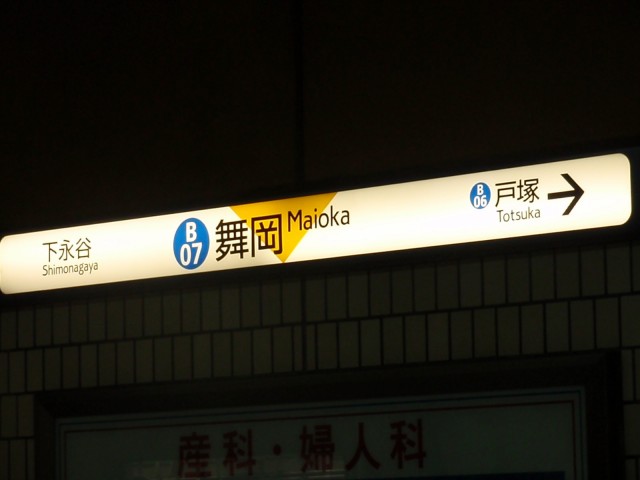 下永谷
Shimonagaya
B
07
舞岡 Maioka
B
06
戸塚
Totsuka
産科・婦人科